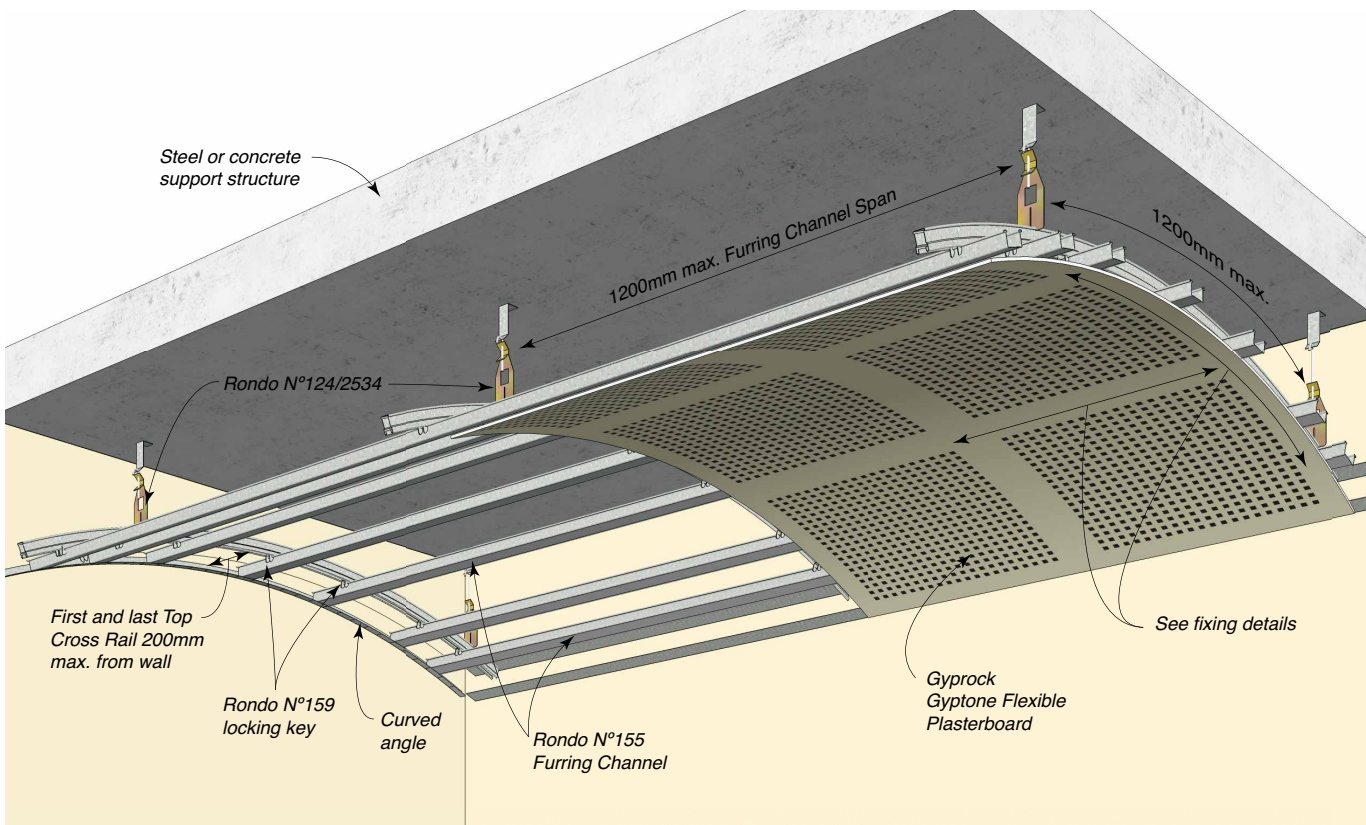 Steel or concrete
support structure
1200mm max. Furring Channel Span
1200mm max.
Rondo Nº124/2534
First and last Top
Cross Rail 200mm
max. from wall
Rondo Nº159
locking key
Curved
angle
Rondo Nº155
Furring Channel
Gyprock
Gyptone Flexible
Plasterboard
See fixing details